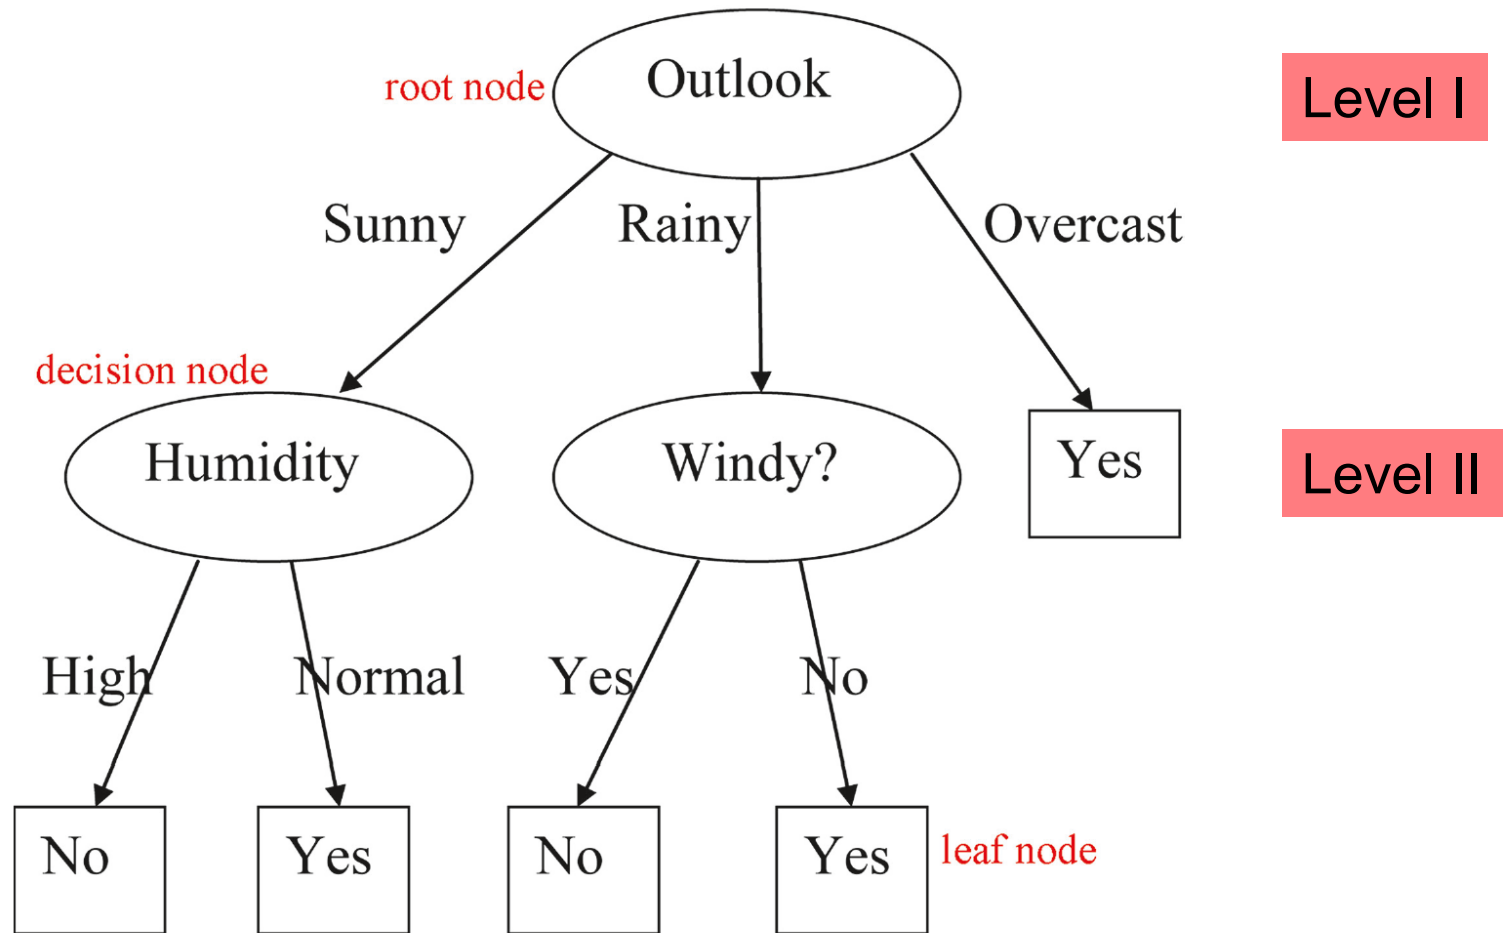 root node
Outlook
Level I
Sunny
Rainy
Overcast
decision node
Humidity
Windy?
Yes
Level II
High
Normal
Yes
No
No
Yes
No
Yes
leaf node